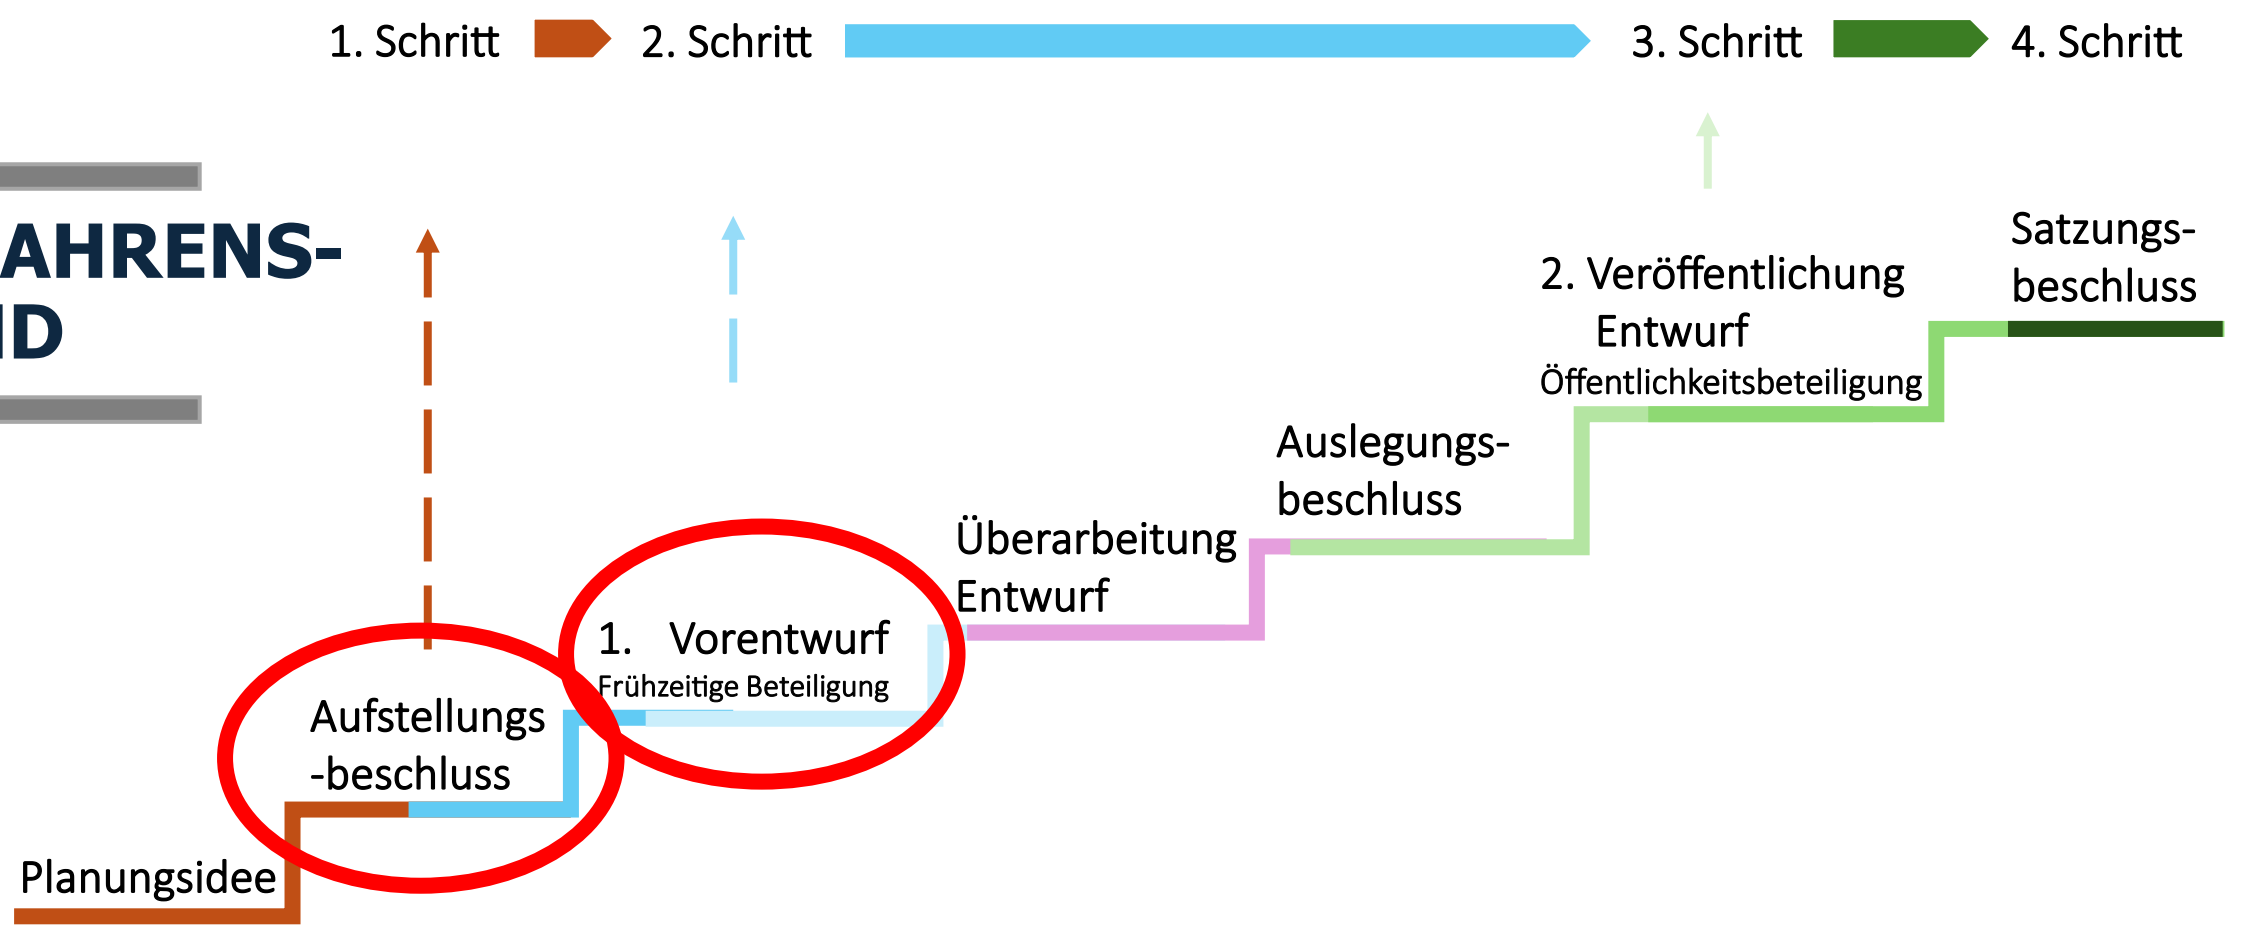 1. Schritt
2. Schritt
3. Schritt
4. Schritt
AHRENS-
ID
Satzungs-
beschluss
2. Veröffentlichung
Entwurf
Öffentlichkeitsbeteiligung
Auslegungs-
beschluss
Überarbeitung
Entwurf
1. Vorentwurf
Frühzeitige Beteiligung
Aufstellungs
-beschluss
Planungsidee